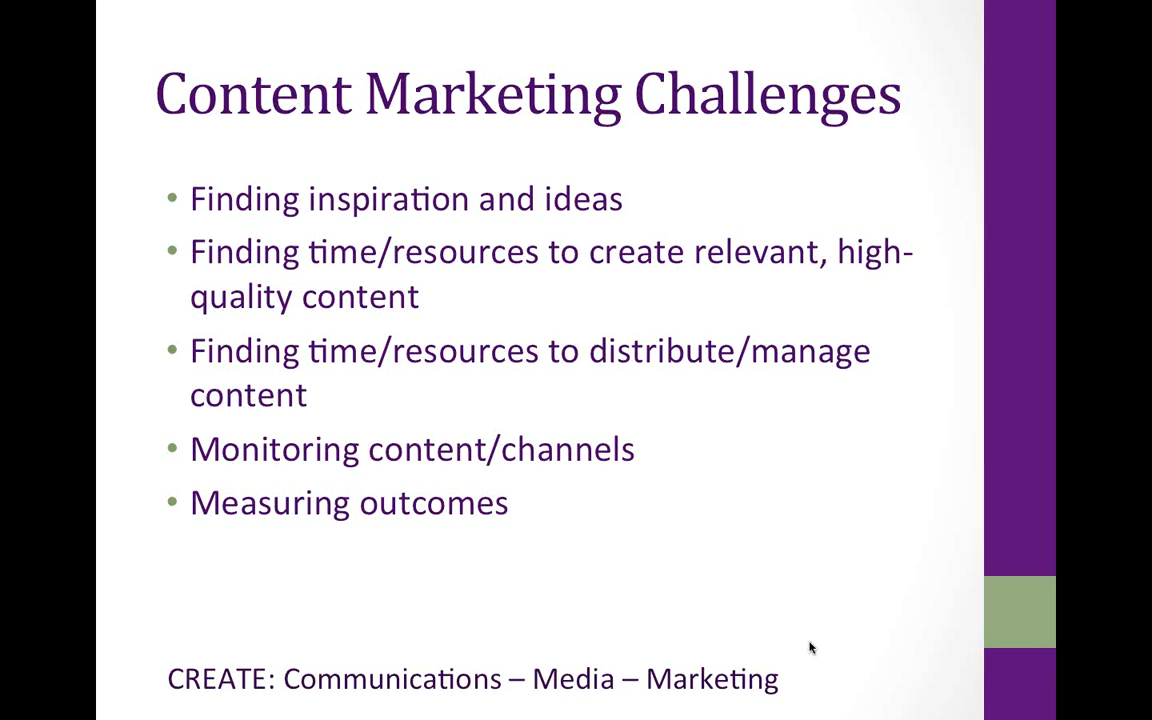 Content Marketing Challenges
• Finding inspiration and ideas
• Finding time/resources to create relevant, high-
quality content
• Finding time/resources to distribute/manage
content
• Monitoring content/channels
• Measuring outcomes
CREATE: Communications – Media – Marketing